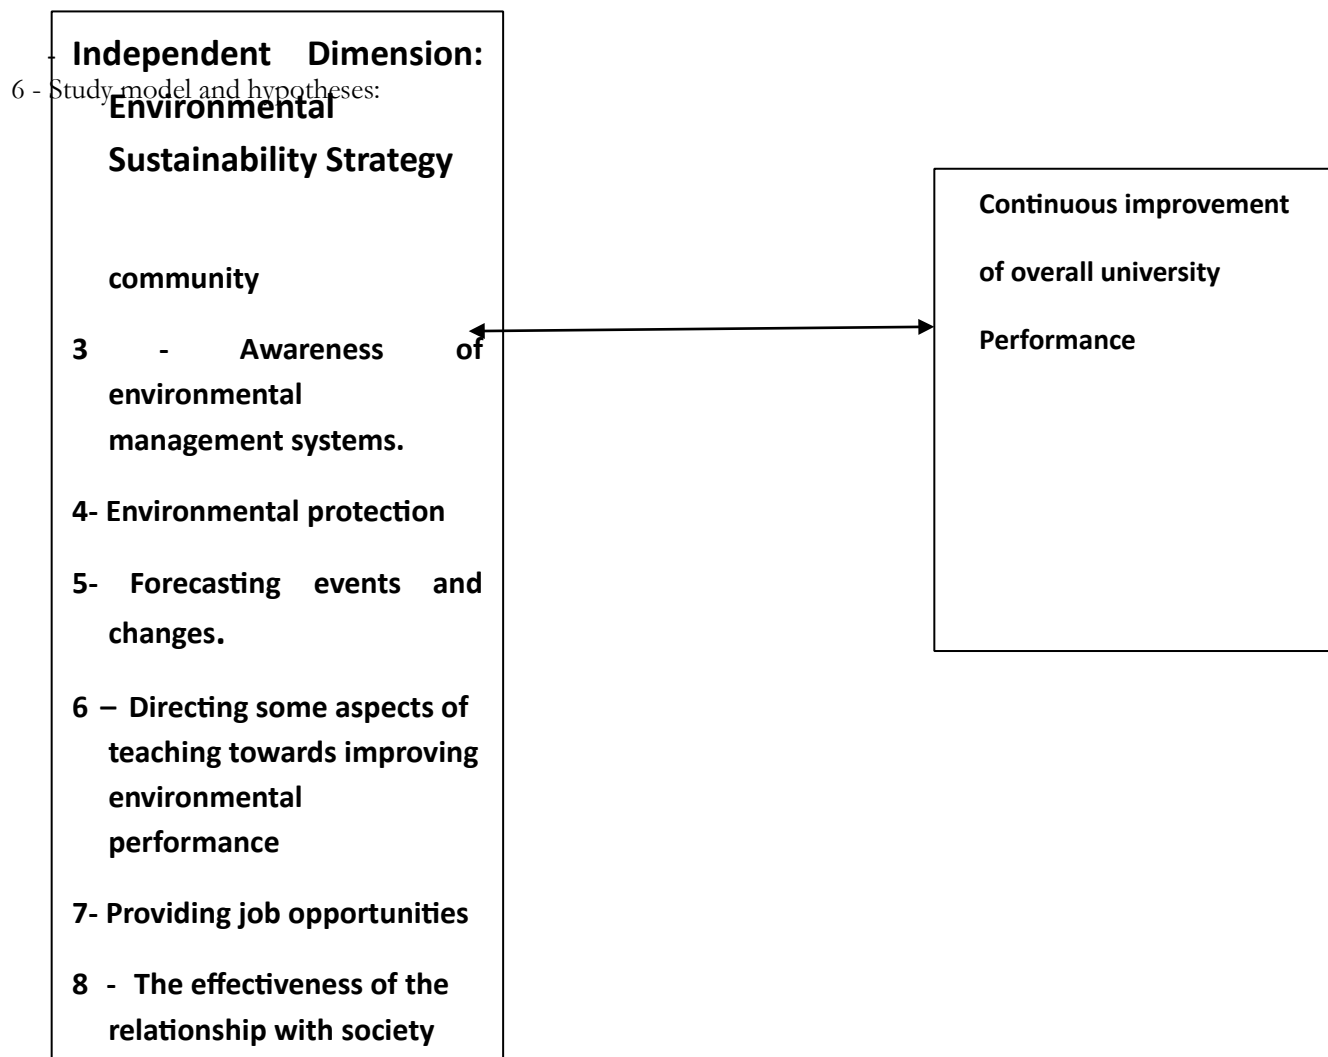 - Independent Dimension:
6 - Study model and hypotheses:
Environmental
Sustainability Strategy
community
3 - Awareness of
environmental
management systems.
4- Environmental protection
5- Forecasting events and
changes.
6 – Directing some aspects of
teaching towards improving
environmental
performance
7- Providing job opportunities
8 - The effectiveness of the
relationship with society
Continuous improvement
of overall university
Performance